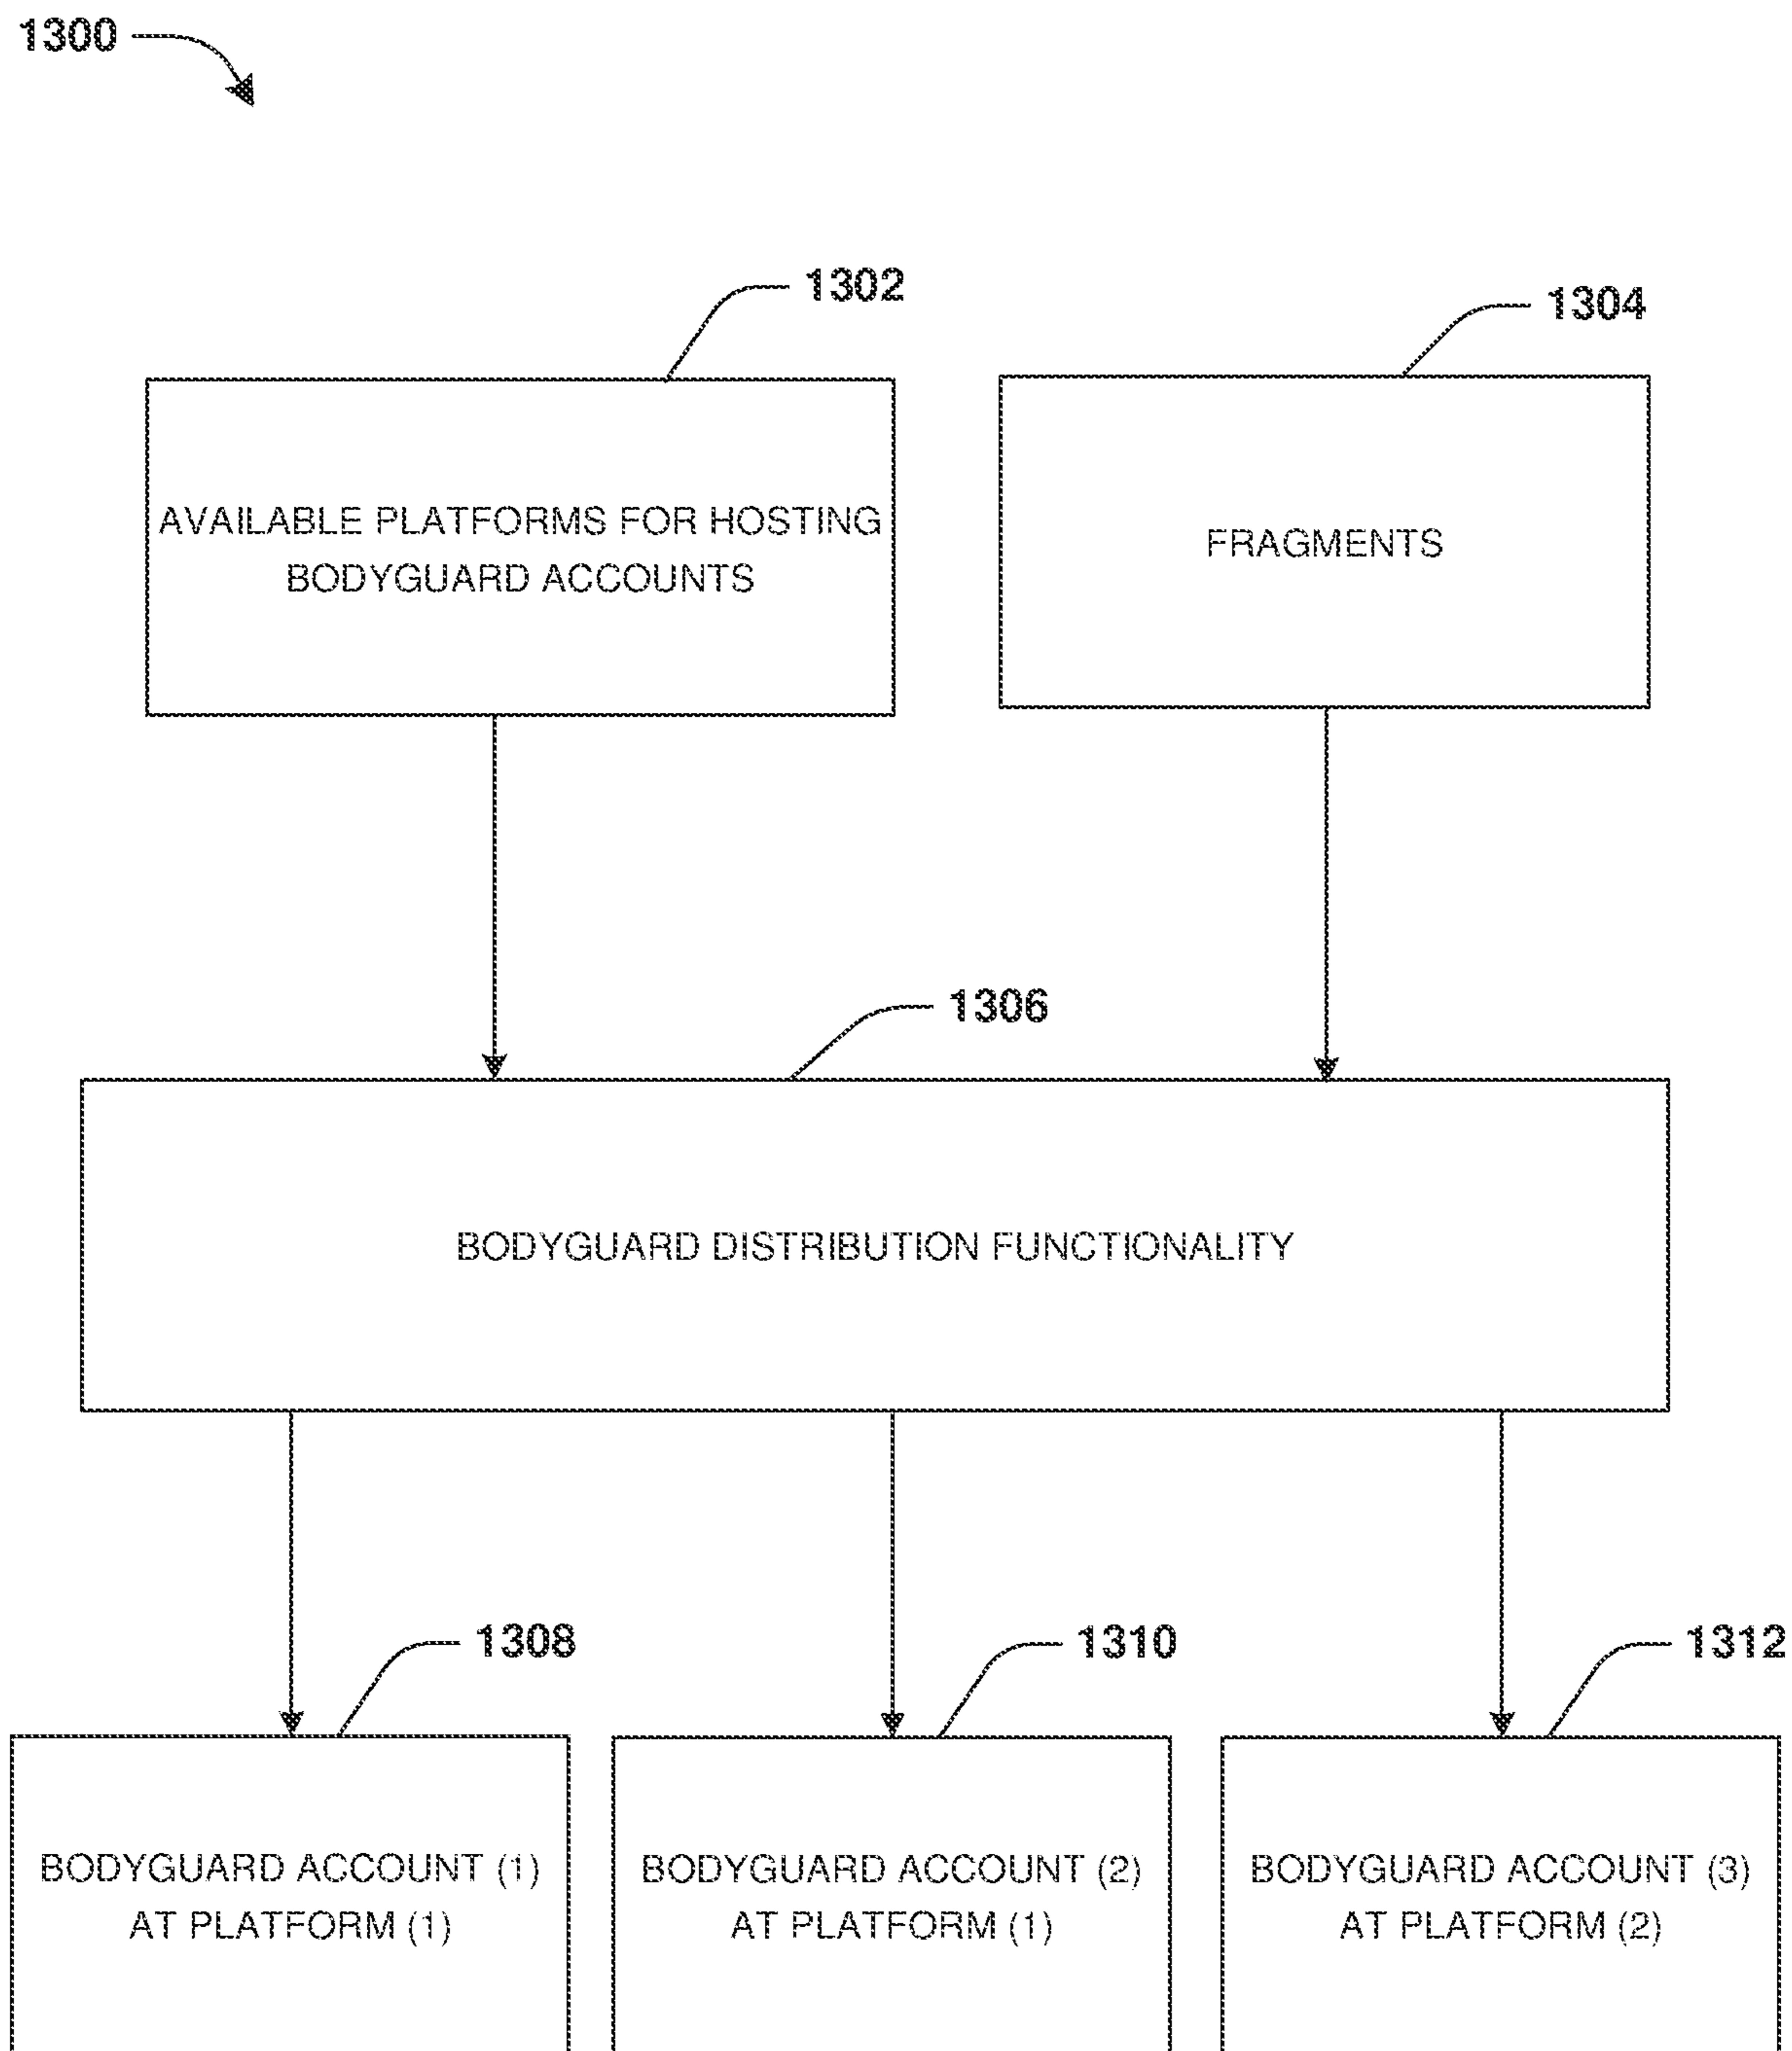 1300
1302
1304
AVAILABLE PLATFORMS FOR HOSTING
BODYGUARD ACCOUNTS
FRAGMENTS
1306
BODYGUARD DISTRIBUTION FUNCTIONALITY
1308
1310
1312
BODYGUARD ACCOUNT (1)
AT PLATFORM (1)
BODYGUARD ACCOUNT (2)
AT PLATFORM (1)
BODYGUARD ACCOUNT (3)
AT PLATFORM (2)